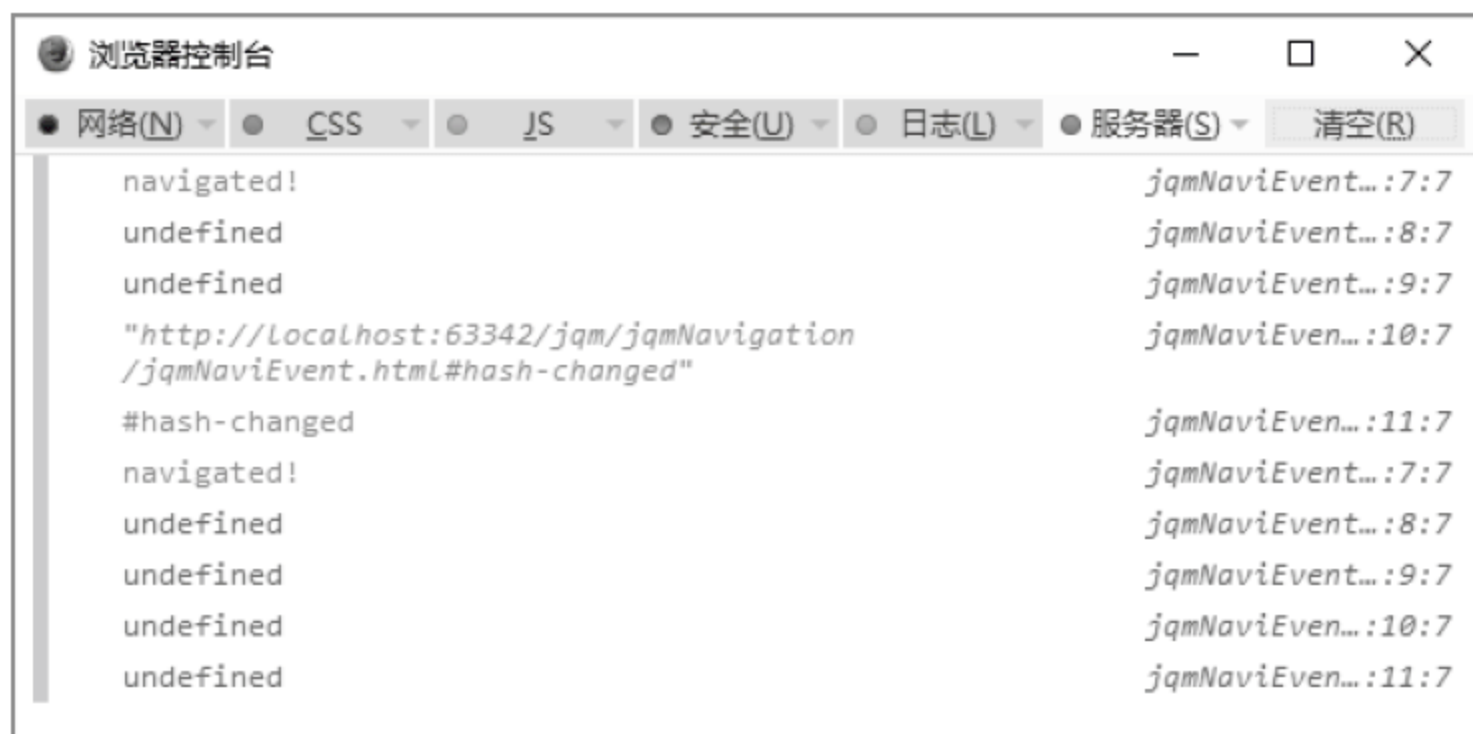 浏览器控制台
网络(N) CSS JS 安全(U) 日志(L) 服务器(S) 清空(R)
navigated! jqmNaviEvent…:7:7
undefined jqmNaviEvent…:8:7
undefined jqmNaviEvent…:9:7
"http://localhost:63342/jqm/jqmNavigation jqmNaviEven…:10:7
/jqmNaviEvent.html#hash-changed"
#hash-changed jqmNaviEven…:11:7
navigated! jqmNaviEvent…:7:7
undefined jqmNaviEvent…:8:7
undefined jqmNaviEvent…:9:7
undefined jqmNaviEven…:10:7
undefined jqmNaviEven…:11:7